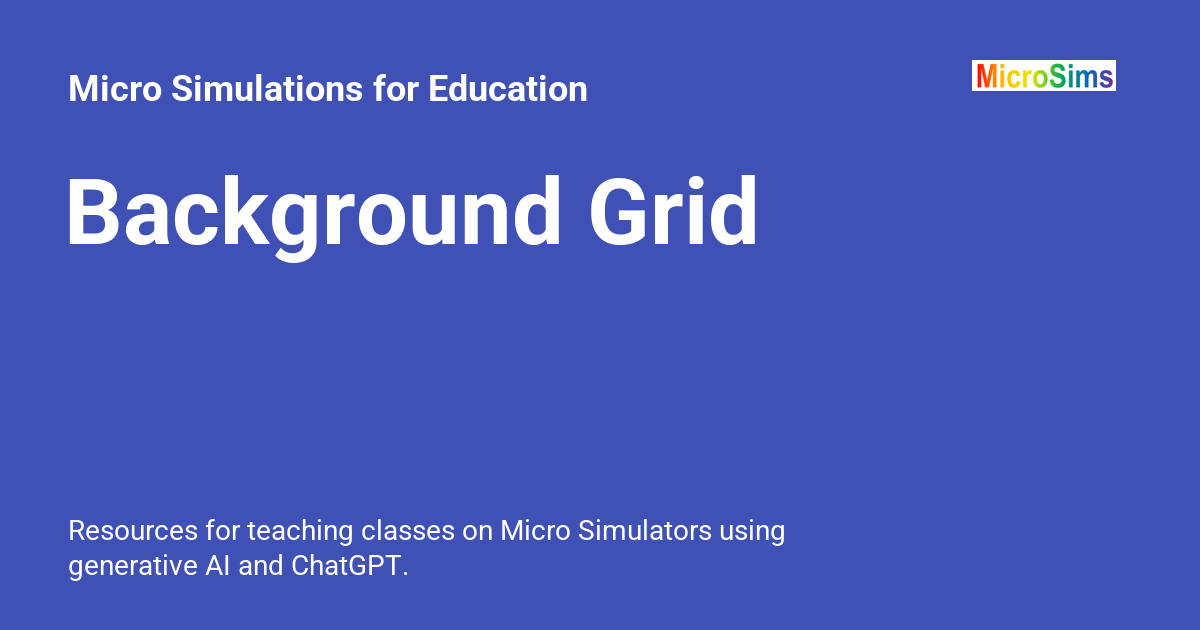 Micro Simulations for Education
MicroSims
Background Grid
Resources for teaching classes on Micro Simulators using
generative AI and ChatGPT.